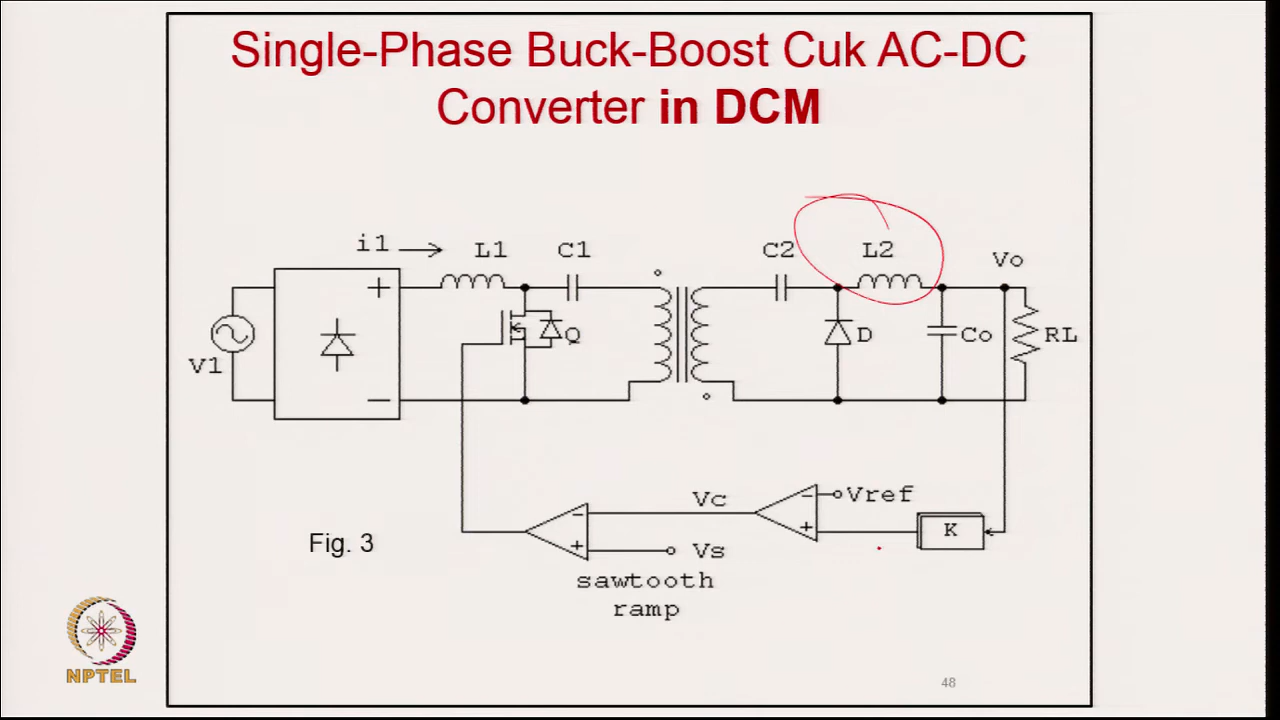 Single-Phase Buck-Boost Cuk AC-DC
Converter in DCM
i1
L1
C1
C2
L2
Vo
V1
+
−
Q
D
Co
RL
Vc
−
Vref
+
K
−
+
Vs
sawtooth
ramp
Fig. 3
NPTEL
48